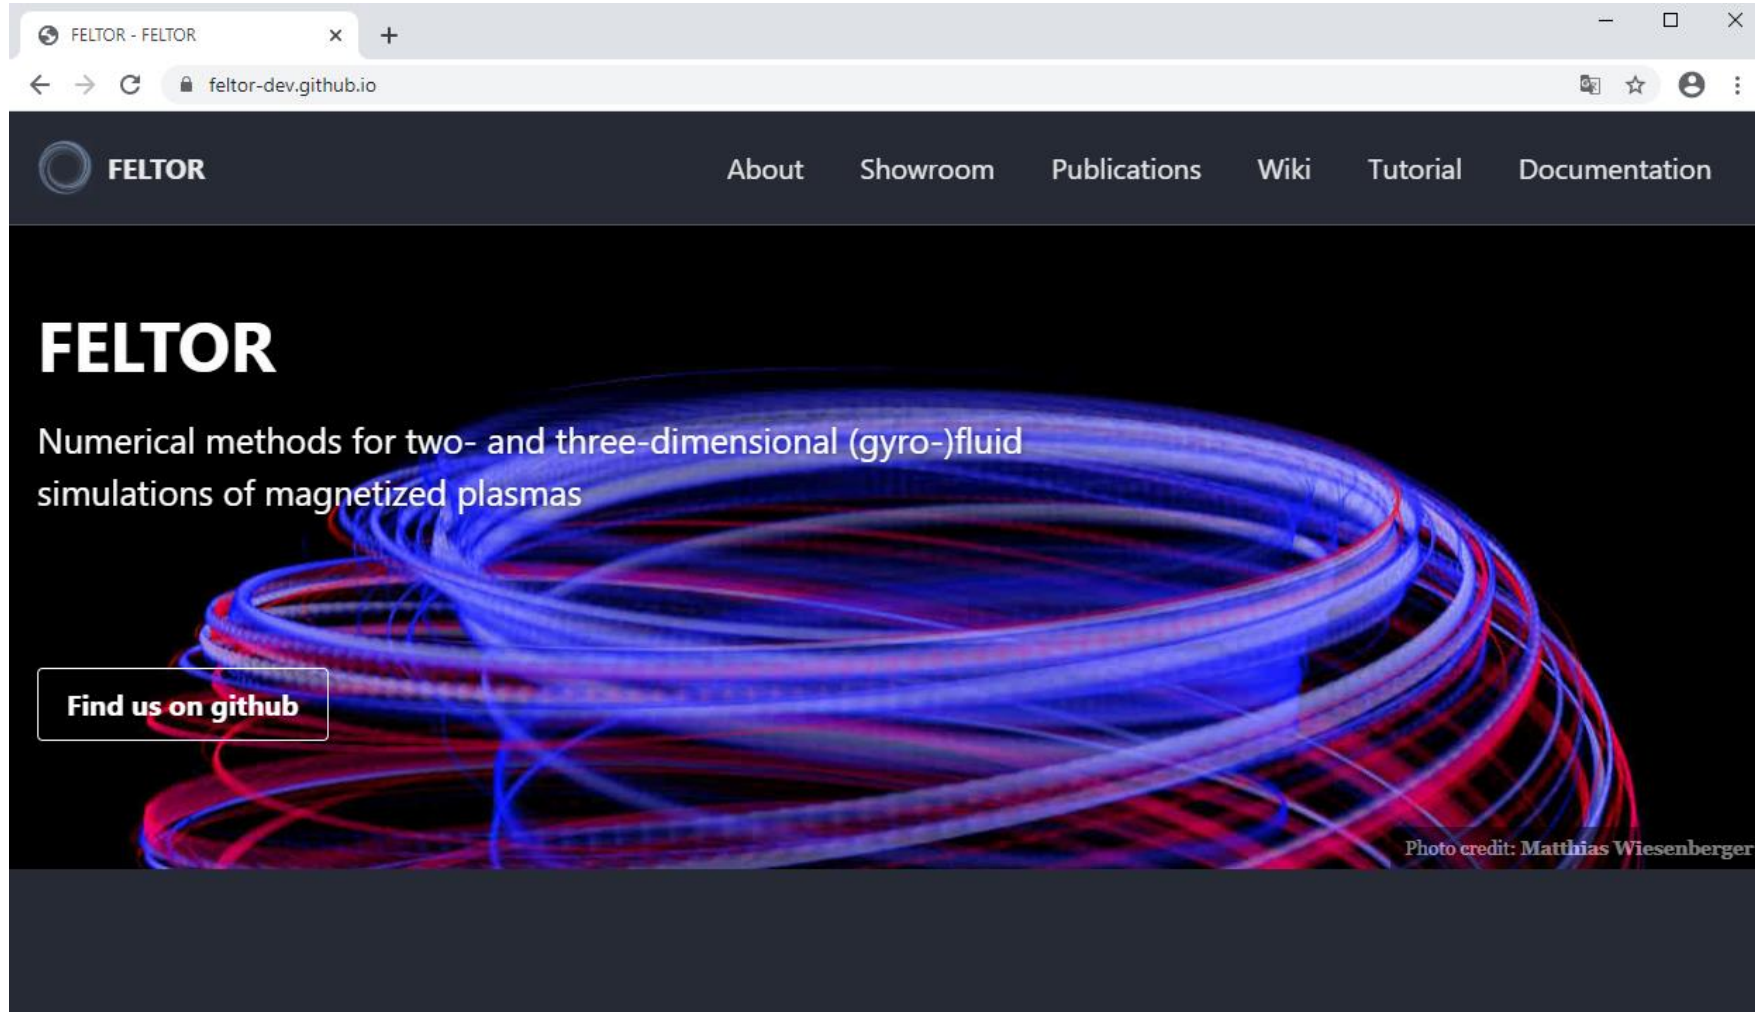 FELTOR - FELTOR
feltor-dev.github.io
FELTOR
About Showroom Publications Wiki Tutorial Documentation
FELTOR
Numerical methods for two- and three-dimensional (gyro-)fluid
simulations of magnetized plasmas
Find us on github
Photo credit: Matthias Wiesenberger